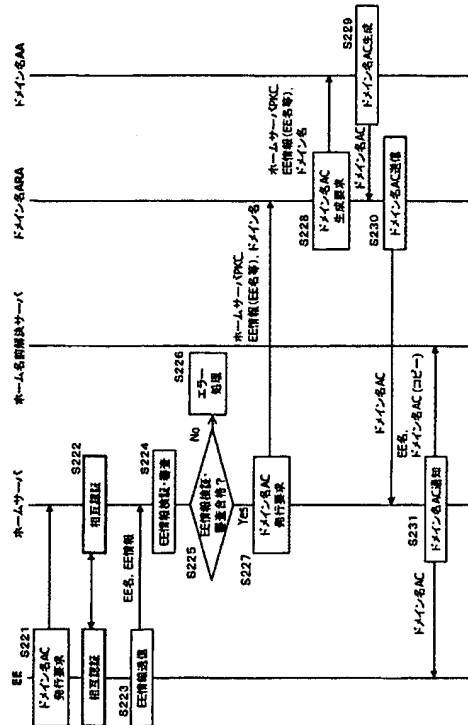 EE
ホームサーバ
ホーム名前解決サーバ
ドメイン名ARA
ドメイン名AA
S221
ドメイン名AC
発行要求
相互認証
S222
相互認証
S223
EE情報送信
EE名, EE情報
S224
EE情報検証・審査
S225
EE情報検証・
審査合格?
No
S226
エラー
処理
Yes
S227
ドメイン名AC
発行要求
ホームサーバPKC,
EE情報(EE名等), ドメイン名
S228
ドメイン名AC
生成要求
ホームサーバPKC,
EE情報(EE名等),
ドメイン名
S229
ドメイン名AC生成
ドメイン名AC
S230
ドメイン名AC送信
ドメイン名AC
S231
ドメイン名AC通知
ドメイン名AC
EE名,
ドメイン名AC(コピー)